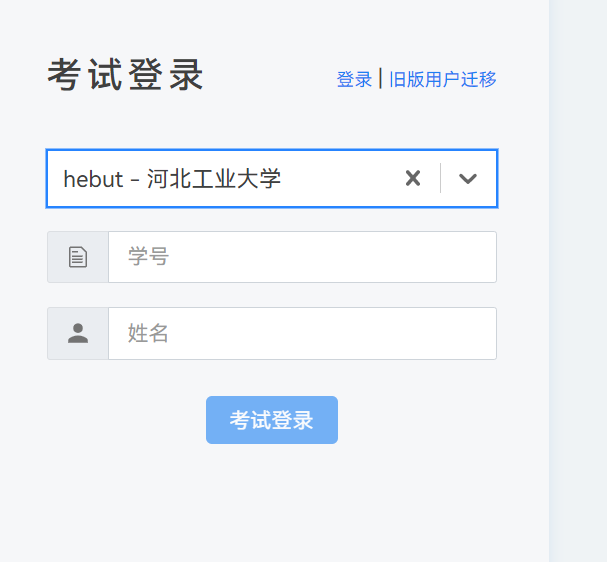 考试登录
登录 | 旧版用户迁移
hebut - 河北工业大学
学号
姓名
考试登录